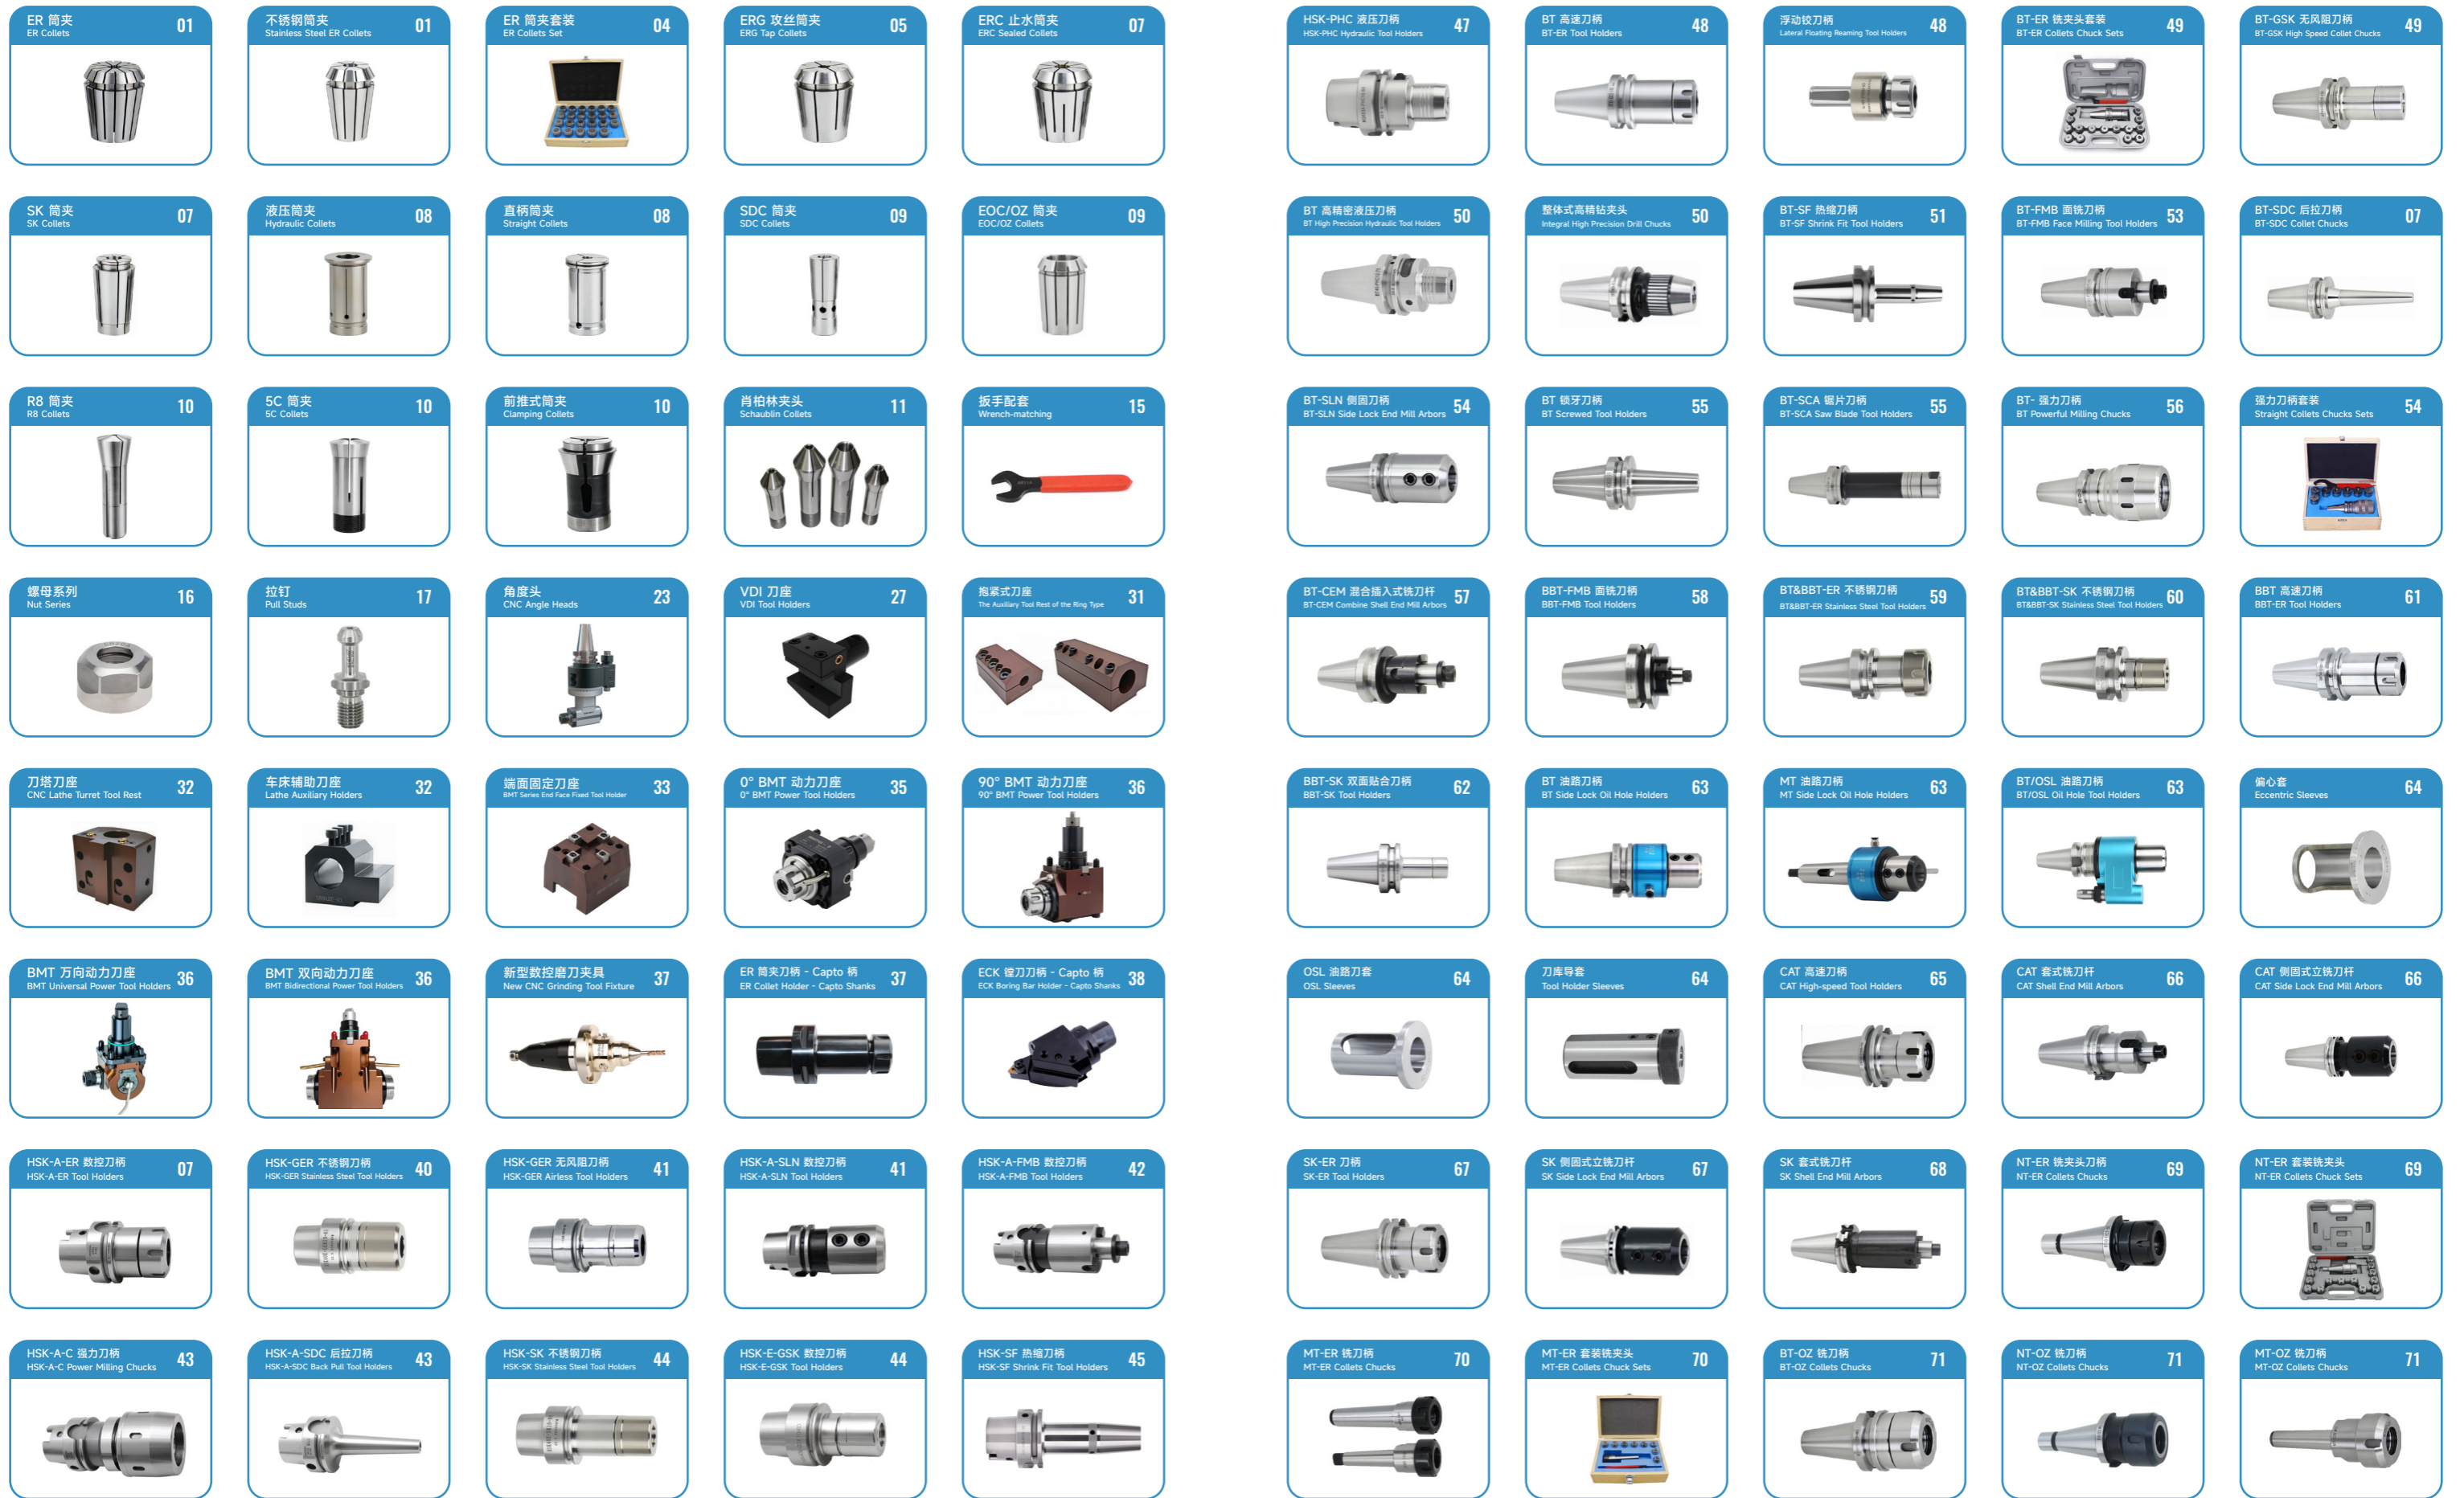 ER 筒夹
ER Collets
01
不锈钢筒夹
Stainless Steel ER Collets
01
ER 筒夹套装
ER Collets Set
04
ERG 攻丝筒夹
ERG Tap Collets
05
ERC 止水筒夹
ERC Sealed Collets
07
SK 筒夹
SK Collets
07
液压筒夹
Hydraulic Collets
08
直柄筒夹
Straight Collets
08
SDC 筒夹
SDC Collets
09
EOC/OZ 筒夹
EOC/OZ Collets
09
R8 筒夹
R8 Collets
10
5C 筒夹
5C Collets
10
前推式筒夹
Clamping Collets
10
肖柏林夹头
Schaublin Collets
11
扳手配套
Wrench-matching
15
螺母系列
Nut Series
16
拉钉
Pull Studs
17
角度头
CNC Angle Heads
23
VDI 刀座
VDI Tool Holders
27
抱紧式刀座
The Auxiliary Tool Rest of the Ring Type
31
刀塔刀座
CNC Lathe Turret Tool Rest
32
车床辅助刀座
Lathe Auxiliary Holders
32
端面固定刀座
BMT Series End Face Fixed Tool Holder
33
0° BMT 动力刀座
0° BMT Power Tool Holders
35
90° BMT 动力刀座
90° BMT Power Tool Holders
36
BMT 万向动力刀座
BMT Universal Power Tool Holders
36
BMT 双向动力刀座
BMT Bidirectional Power Tool Holders
36
新型数控磨刀夹具
New CNC Grinding Tool Fixture
37
ER 筒夹刀柄 - Capto 柄
ER Collet Holder - Capto Shanks
37
ECK 镗刀刀柄 - Capto 柄
ECK Boring Bar Holder - Capto Shanks
38
HSK-A-ER 数控刀柄
HSK-A-ER Tool Holders
07
HSK-GER 不锈钢刀柄
HSK-GER Stainless Steel Tool Holders
40
HSK-GER 无风阻刀柄
HSK-GER Airless Tool Holders
41
HSK-A-SLN 数控刀柄
HSK-A-SLN Tool Holders
41
HSK-A-FMB 数控刀柄
HSK-A-FMB Tool Holders
42
HSK-A-C 强力刀柄
HSK-A-C Power Milling Chucks
43
HSK-A-SDC 后拉刀柄
HSK-A-SDC Back Pull Tool Holders
43
HSK-SK 不锈钢刀柄
HSK-SK Stainless Steel Tool Holders
44
HSK-E-GSK 数控刀柄
HSK-E-GSK Tool Holders
44
HSK-SF 热缩刀柄
HSK-SF Shrink Fit Tool Holders
45
HSK-PHC 液压刀柄
HSK-PHC Hydraulic Tool Holders
47
BT 高速刀柄
BT-ER Tool Holders
48
浮动铰刀柄
Lateral Floating Reaming Tool Holders
48
BT-ER 铣夹头套装
BT-ER Collets Chuck Sets
49
BT-GSK 无风阻刀柄
BT-GSK High Speed Collet Chucks
49
BT 高精密液压刀柄
BT High Precision Hydraulic Tool Holders
50
整体式高精钻夹头
Integral High Precision Drill Chucks
50
BT-SF 热缩刀柄
BT-SF Shrink Fit Tool Holders
51
BT-FMB 面铣刀柄
BT-FMB Face Milling Tool Holders
53
BT-SDC 后拉刀柄
BT-SDC Collet Chucks
07
BT-SLN 侧固刀柄
BT-SLN Side Lock End Mill Arbors
54
BT 锁牙刀柄
BT Screwed Tool Holders
55
BT-SCA 锯片刀柄
BT-SCA Saw Blade Tool Holders
55
BT- 强力刀柄
BT Powerful Milling Chucks
56
强力刀柄套装
Straight Collets Chucks Sets
54
BT-CEM 混合插入式铣刀杆
BT-CEM Combine Shell End Mill Arbors
57
BBT-FMB 面铣刀柄
BBT-FMB Tool Holders
58
BT&BBT-ER 不锈钢刀柄
BT&BBT-ER Stainless Steel Tool Holders
59
BT&BBT-SK 不锈钢刀柄
BT&BBT-SK Stainless Steel Tool Holders
60
BBT 高速刀柄
BBT-ER Tool Holders
61
BBT-SK 双面贴合刀柄
BBT-SK Tool Holders
62
BT 油路刀柄
BT Side Lock Oil Hole Holders
63
MT 油路刀柄
MT Side Lock Oil Hole Holders
63
BT/OSL 油路刀柄
BT/OSL Oil Hole Tool Holders
63
偏心套
Eccentric Sleeves
64
OSL 油路刀套
OSL Sleeves
64
刀库导套
Tool Holder Sleeves
64
CAT 高速刀柄
CAT High-speed Tool Holders
65
CAT 套式铣刀杆
CAT Shell End Mill Arbors
66
CAT 侧固式立铣刀杆
CAT Side Lock End Mill Arbors
66
SK-ER 刀柄
SK-ER Tool Holders
67
SK 侧固式立铣刀杆
SK Side Lock End Mill Arbors
67
SK 套式铣刀杆
SK Shell End Mill Arbors
68
NT-ER 铣夹头刀柄
NT-ER Collets Chucks
69
NT-ER 套装铣夹头
NT-ER Collets Chuck Sets
69
MT-ER 铣刀柄
MT-ER Collets Chucks
70
MT-ER 套装铣夹头
MT-ER Collets Chuck Sets
70
BT-OZ 铣刀柄
BT-OZ Collets Chucks
71
NT-OZ 铣刀柄
NT-OZ Collets Chucks
71
MT-OZ 铣刀柄
MT-OZ Collets Chucks
71